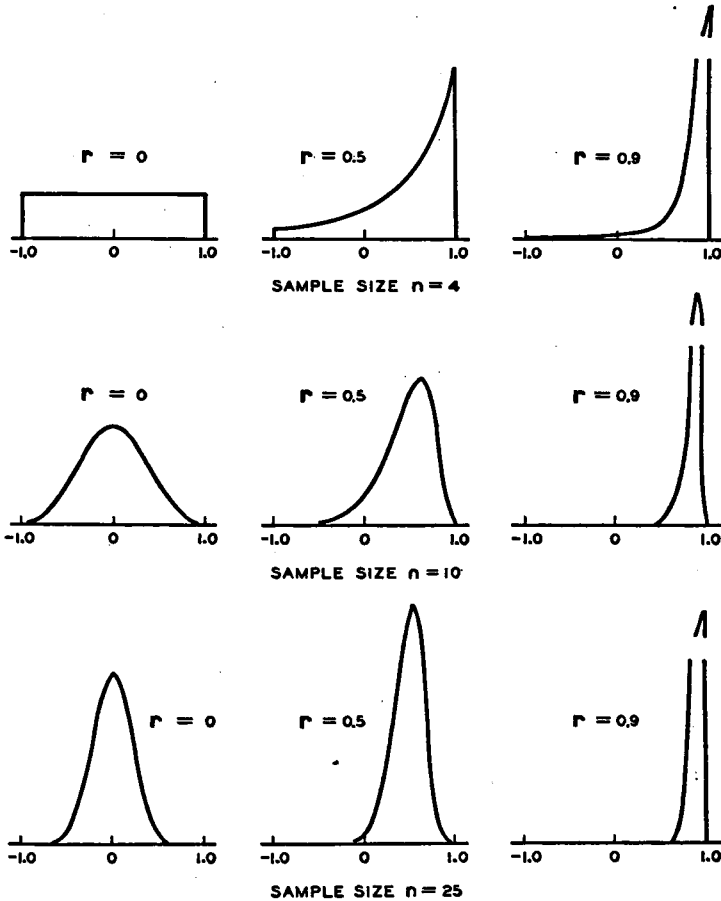 r = 0
r = 0.5
r = 0.9
-1.0 0 1.0
-1.0 0 1.0
-1.0 0 1.0
SAMPLE SIZE n = 4
r = 0
r = 0.5
r = 0.9
-1.0 0 1.0
-1.0 0 1.0
-1.0 0 1.0
SAMPLE SIZE n = 10
r = 0
r = 0.5
r = 0.9
-1.0 0 1.0
-1.0 0 1.0
-1.0 0 1.0
SAMPLE SIZE n = 25